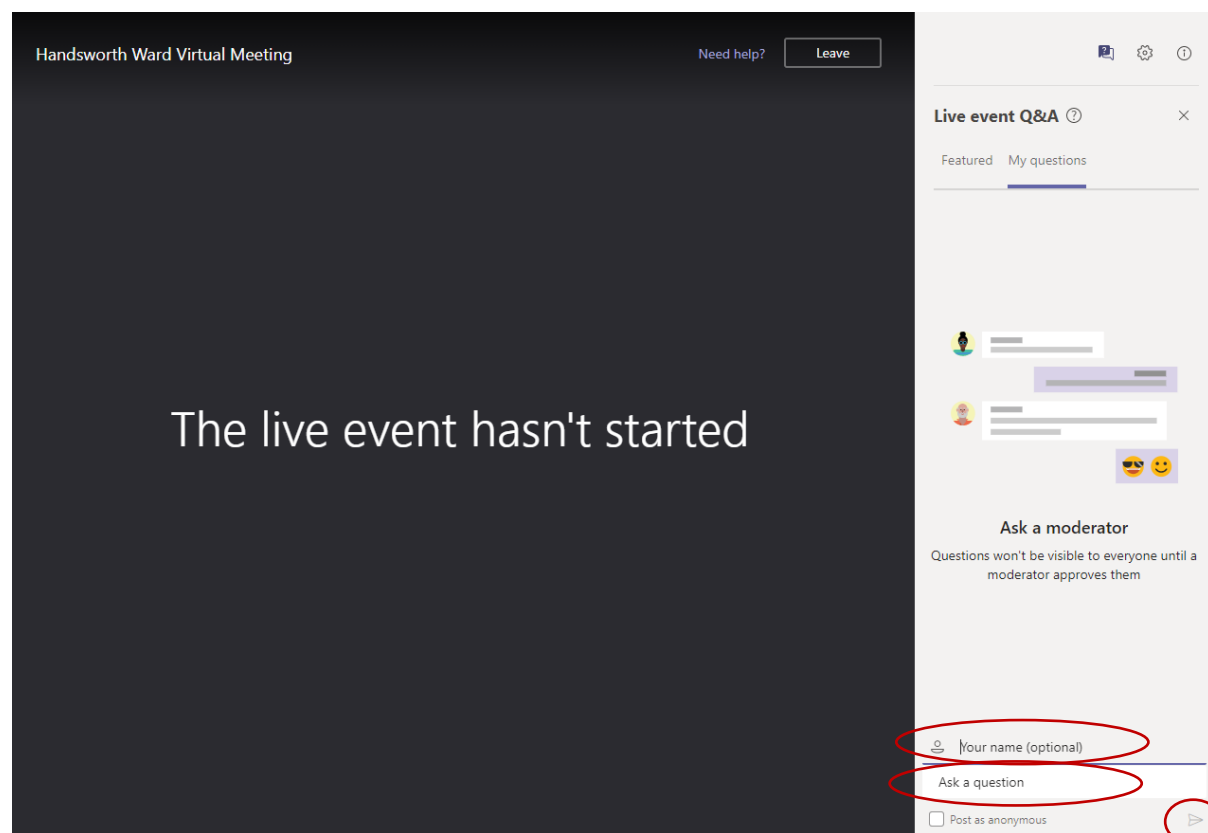 Handsworth Ward Virtual Meeting
Need help?
Leave
The live event hasn't started
Live event Q&A
Featured My questions
Ask a moderator
Questions won't be visible to everyone until a
moderator approves them
Your name (optional)
Ask a question
Post as anonymous